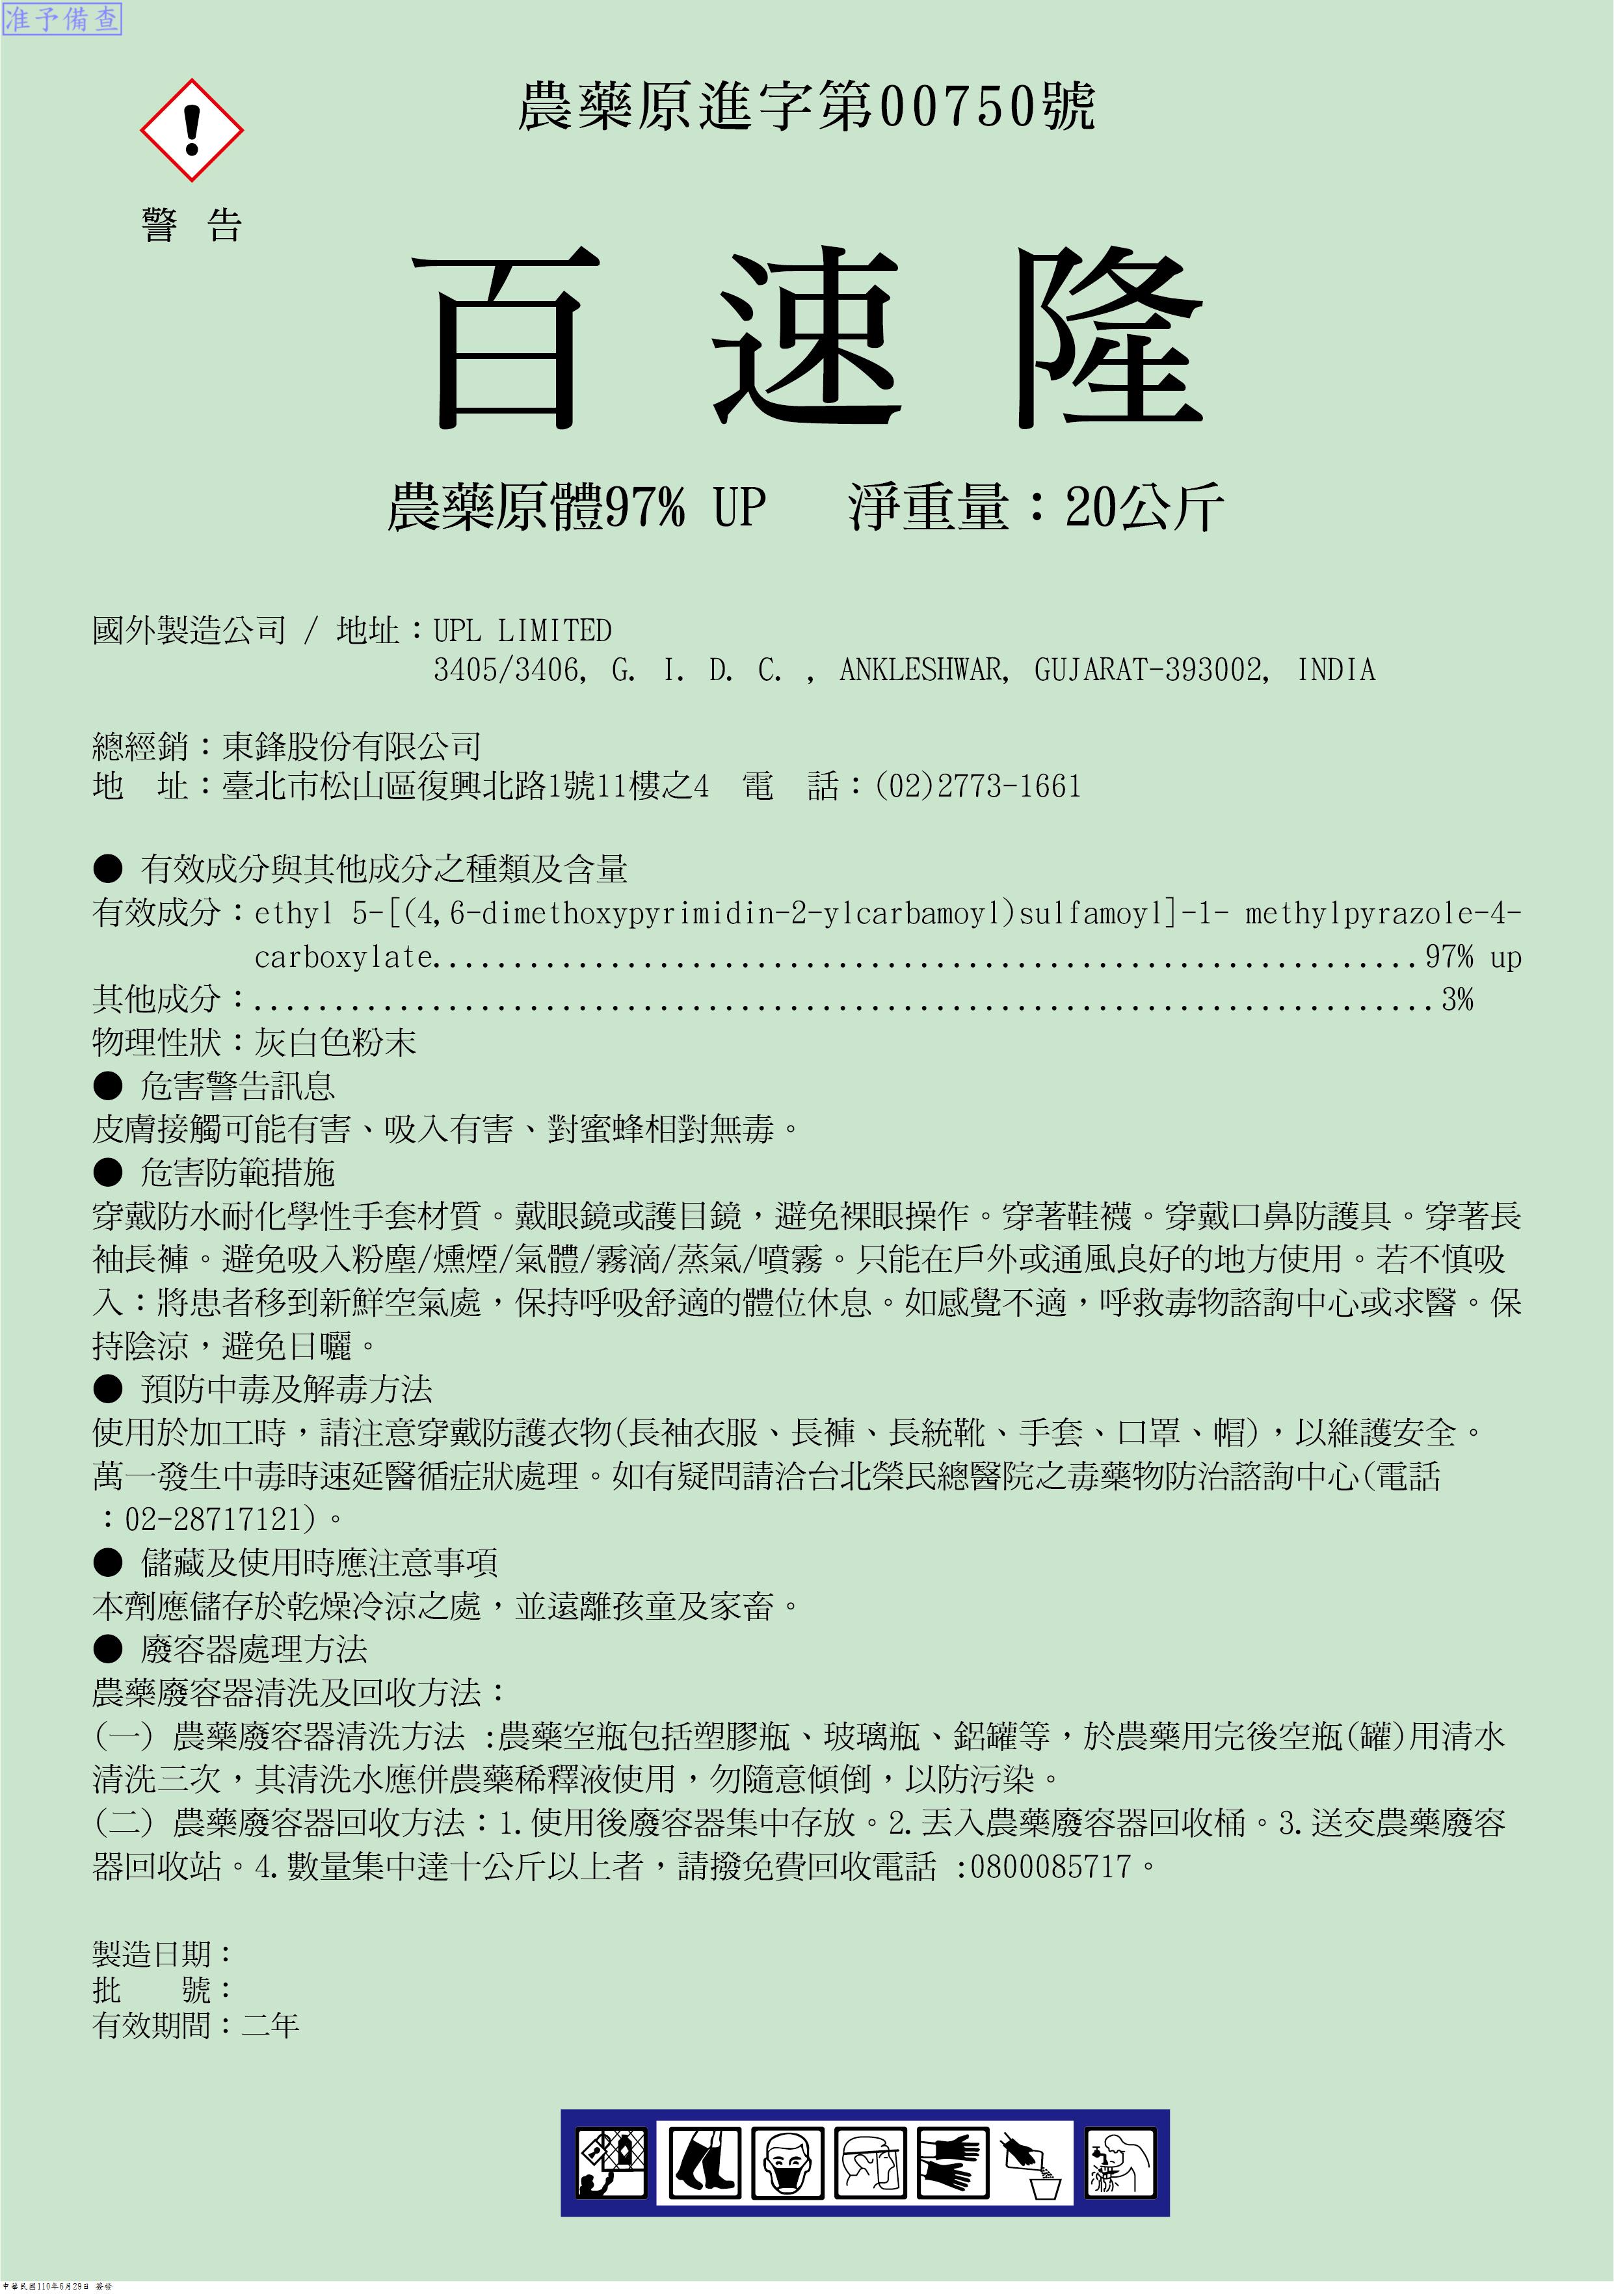 准予備查
農藥原進字第00750號
警 告
百速隆
農藥原體97% UP 淨重量：20公斤
國外製造公司 / 地址：UPL LIMITED
3405/3406, G. I. D. C. , ANKLESHWAR, GUJARAT-393002, INDIA
總經銷：東鋒股份有限公司
地　址：臺北市松山區復興北路1號11樓之4　電　話：(02)2773-1661
● 有效成分與其他成分之種類及含量
有效成分：ethyl 5-[(4,6-dimethoxypyrimidin-2-ylcarbamoyl)sulfamoyl]-1- methylpyrazole-4-
carboxylate.............................................................97% up
其他成分：.........................................................................3%
物理性狀：灰白色粉末
● 危害警告訊息
皮膚接觸可能有害、吸入有害、對蜜蜂相對無毒。
● 危害防範措施
穿戴防水耐化學性手套材質。戴眼鏡或護目鏡，避免裸眼操作。穿著鞋襪。穿戴口鼻防護具。穿著長
袖長褲。避免吸入粉塵/燻煙/氣體/霧滴/蒸氣/噴霧。只能在戶外或通風良好的地方使用。若不慎吸
入：將患者移到新鮮空氣處，保持呼吸舒適的體位休息。如感覺不適，呼救毒物諮詢中心或求醫。保
持陰涼，避免日曬。
● 預防中毒及解毒方法
使用於加工時，請注意穿戴防護衣物(長袖衣服、長褲、長統靴、手套、口罩、帽)，以維護安全。
萬一發生中毒時速延醫循症狀處理。如有疑問請洽台北榮民總醫院之毒藥物防治諮詢中心(電話
：02-28717121)。
● 儲藏及使用時應注意事項
本劑應儲存於乾燥冷涼之處，並遠離孩童及家畜。
● 廢容器處理方法
農藥廢容器清洗及回收方法：
(一) 農藥廢容器清洗方法 :農藥空瓶包括塑膠瓶、玻璃瓶、鋁罐等，於農藥用完後空瓶(罐)用清水
清洗三次，其清洗水應併農藥稀釋液使用，勿隨意傾倒，以防污染。
(二) 農藥廢容器回收方法：1.使用後廢容器集中存放。2.丟入農藥廢容器回收桶。3.送交農藥廢容
器回收站。4.數量集中達十公斤以上者，請撥免費回收電話 :0800085717。
製造日期：
批　　號：
有效期間：二年
中華民國110年6月29日 簽發